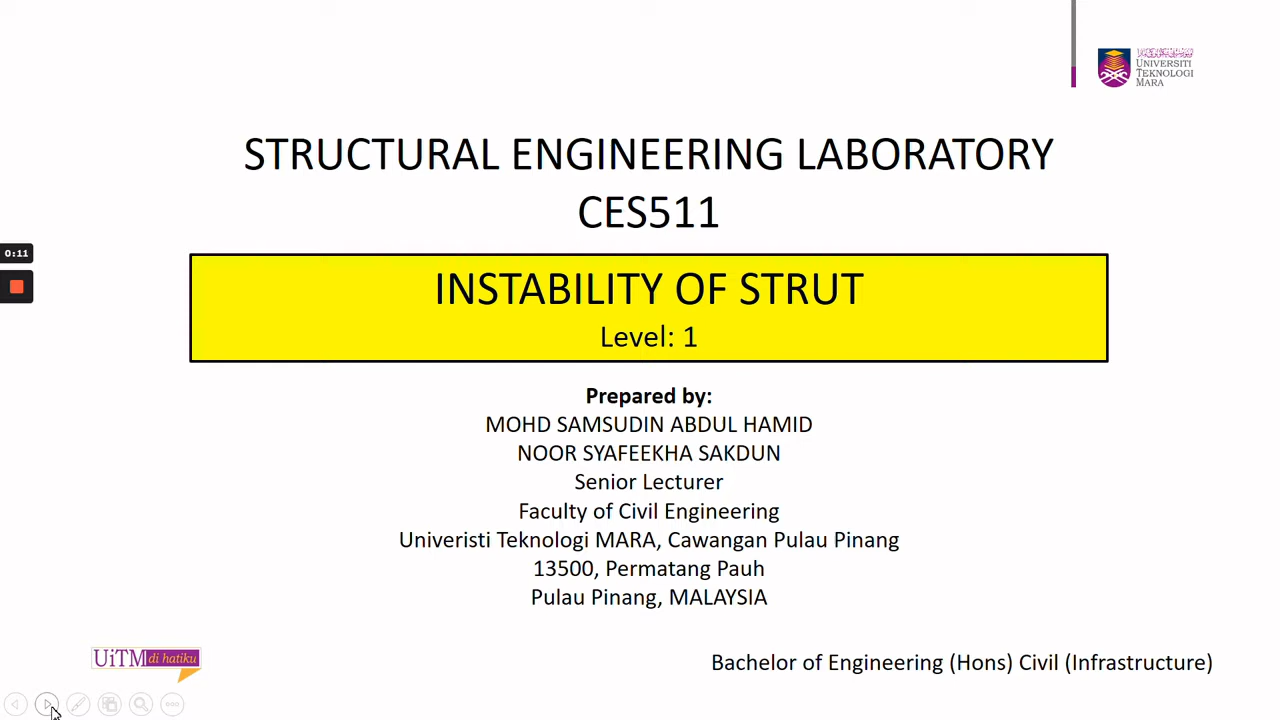 UNIVERSITI
TEKNOLOGI
MARA
STRUCTURAL ENGINEERING LABORATORY
CES511
0:11
INSTABILITY OF STRUT
Level: 1
Prepared by:
MOHD SAMSUDIN ABDUL HAMID
NOOR SYAFEEKHA SAKDUN
Senior Lecturer
Faculty of Civil Engineering
Univeristi Teknologi MARA, Cawangan Pulau Pinang
13500, Permatang Pauh
Pulau Pinang, MALAYSIA
UiTM di hatiku
Bachelor of Engineering (Hons) Civil (Infrastructure)